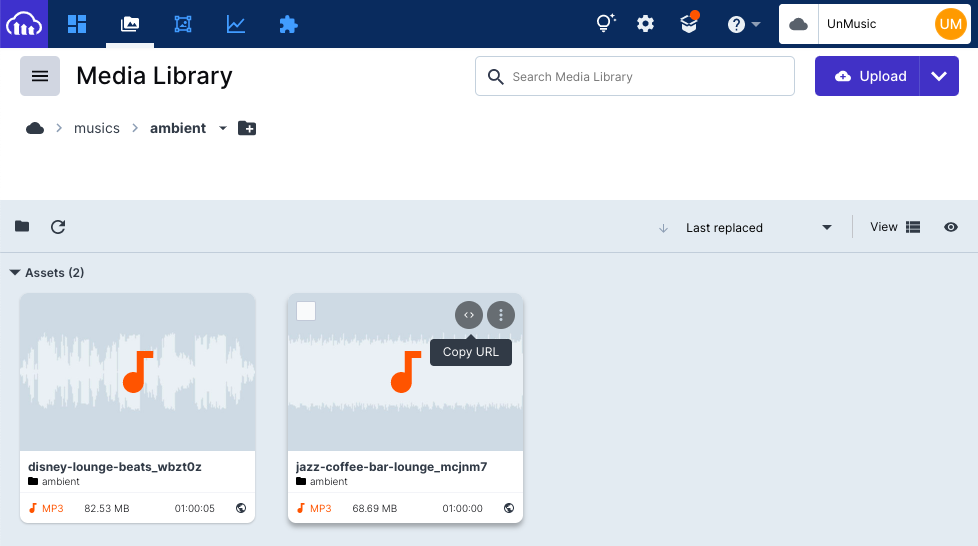 UnMusic
UM
Media Library
Search Media Library
Upload
musics
ambient
Last replaced
View
Assets (2)
Copy URL
disney-lounge-beats_wbzt0z
ambient
MP3 82.53 MB 01:00:05
jazz-coffee-bar-lounge_mcjnm7
ambient
MP3 68.69 MB 01:00:00